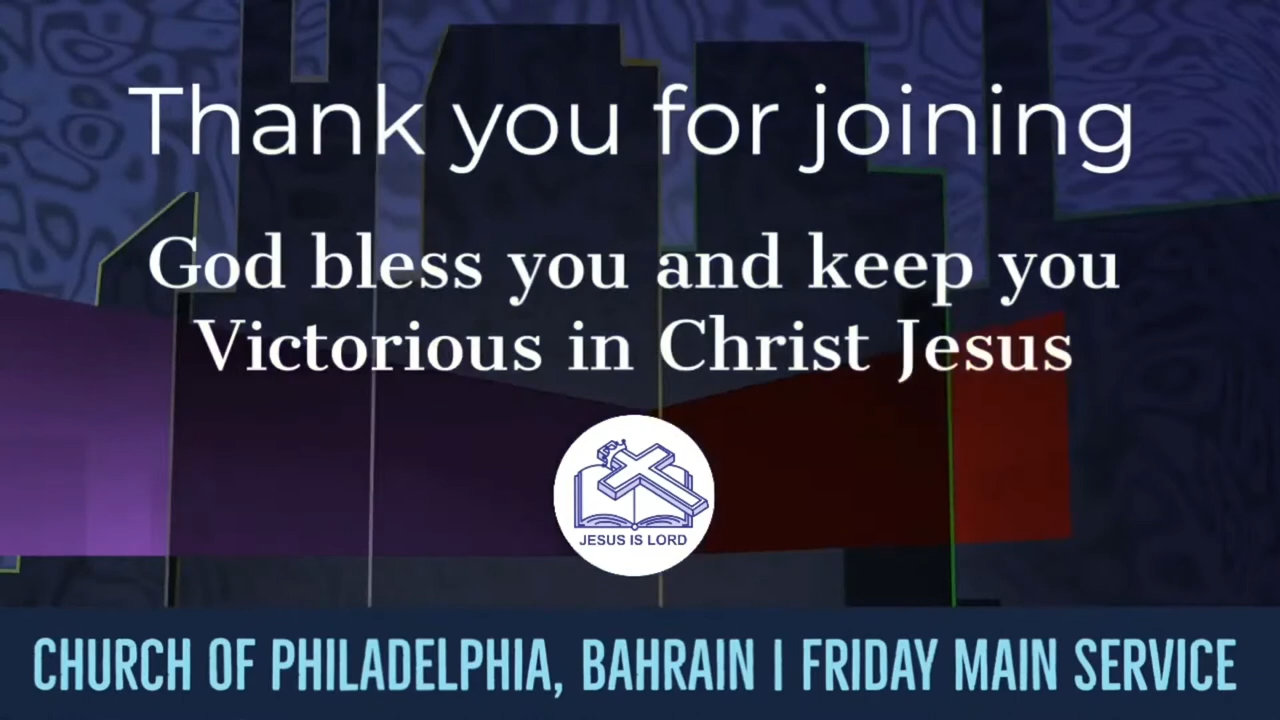 Thank you for joining
God bless you and keep you
Victorious in Christ Jesus
JESUS IS LORD
CHURCH OF PHILADELPHIA, BAHRAIN | FRIDAY MAIN SERVICE